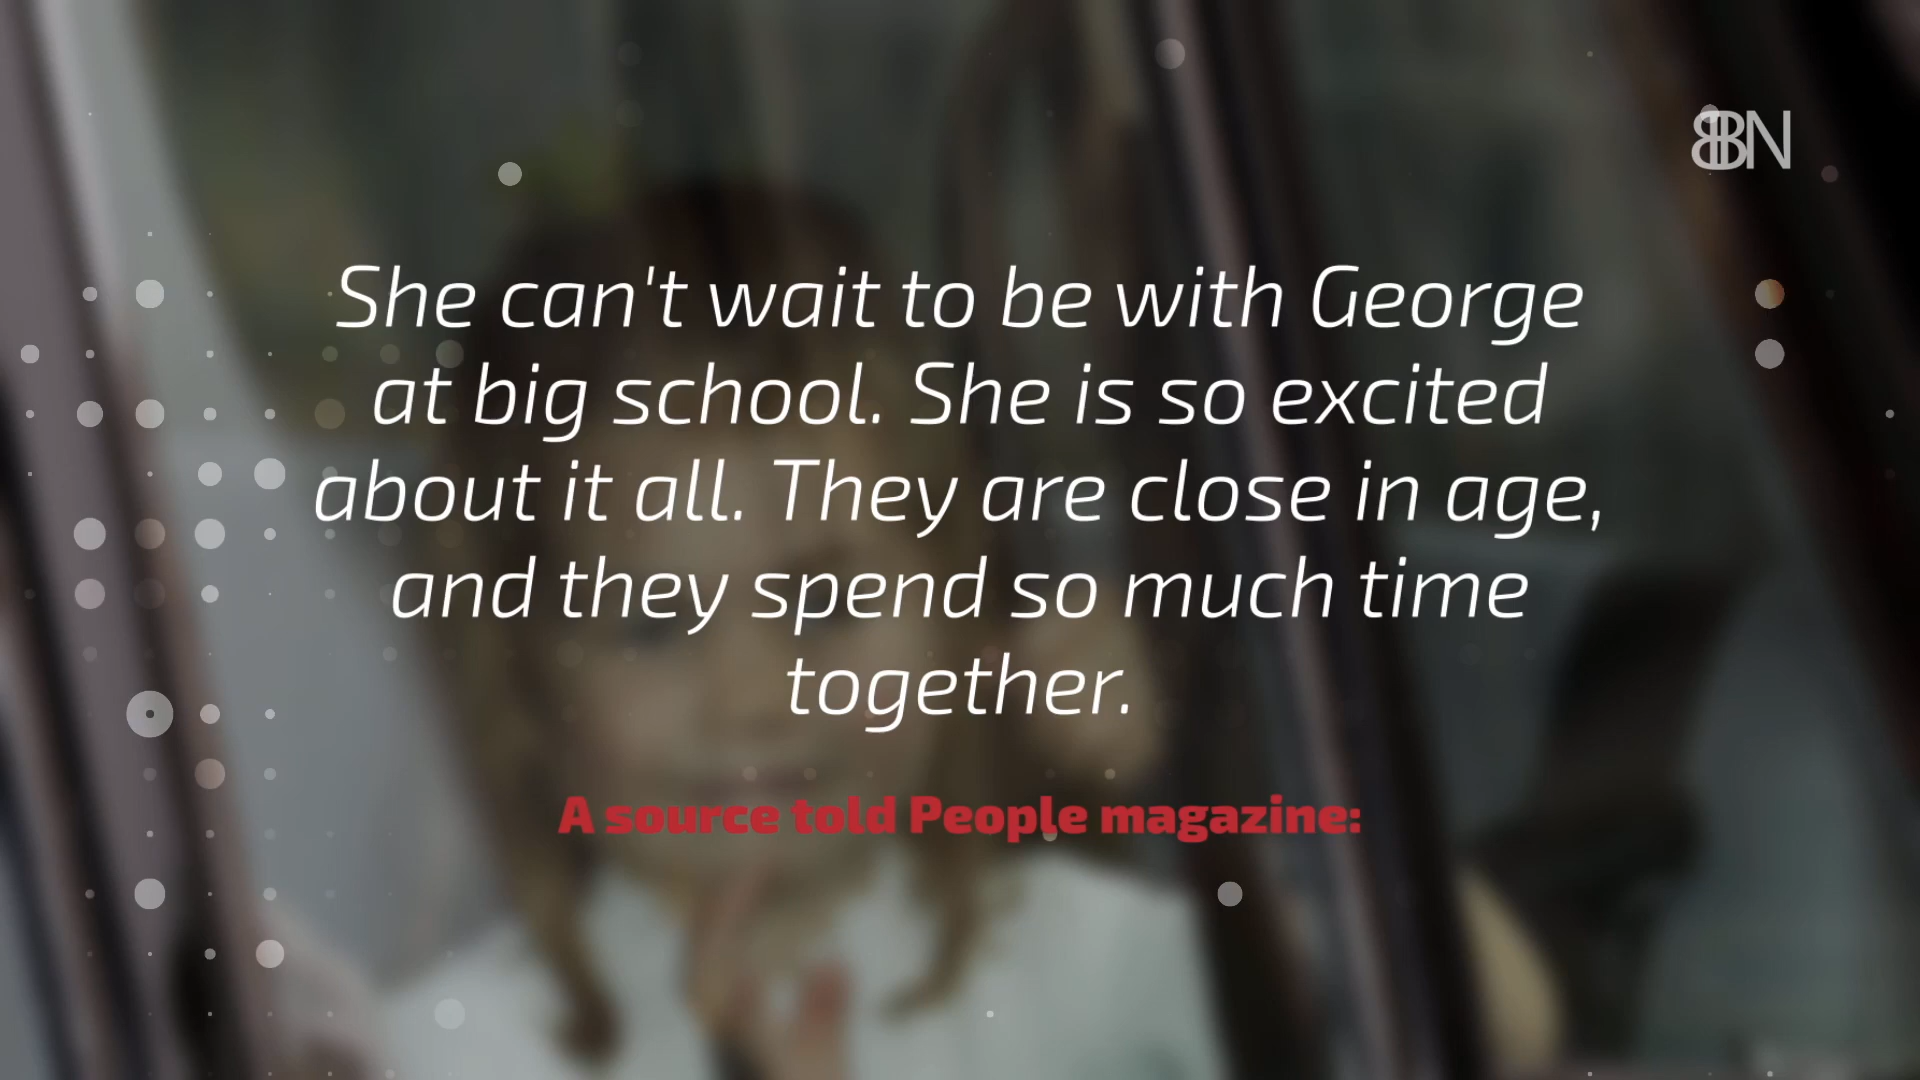 BBN
She can't wait to be with George
at big school. She is so excited
about it all. They are close in age,
and they spend so much time
together.
A source told People magazine: